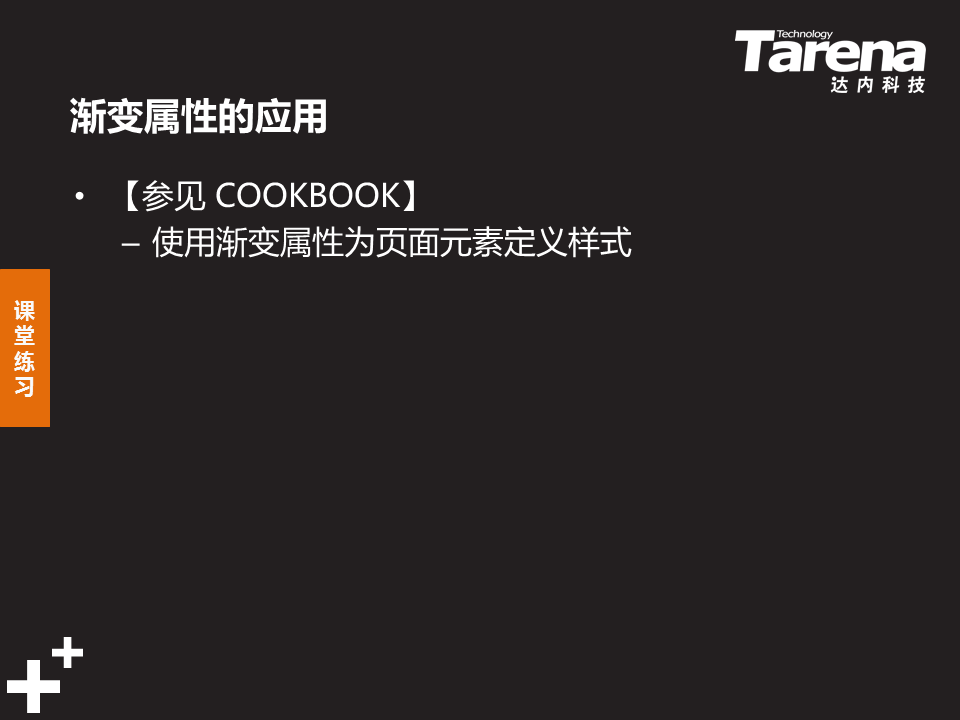 Technology
Tarena
达内科技
渐变属性的应用
• 【参见 COOKBOOK】
– 使用渐变属性为页面元素定义样式
课
堂
练
习